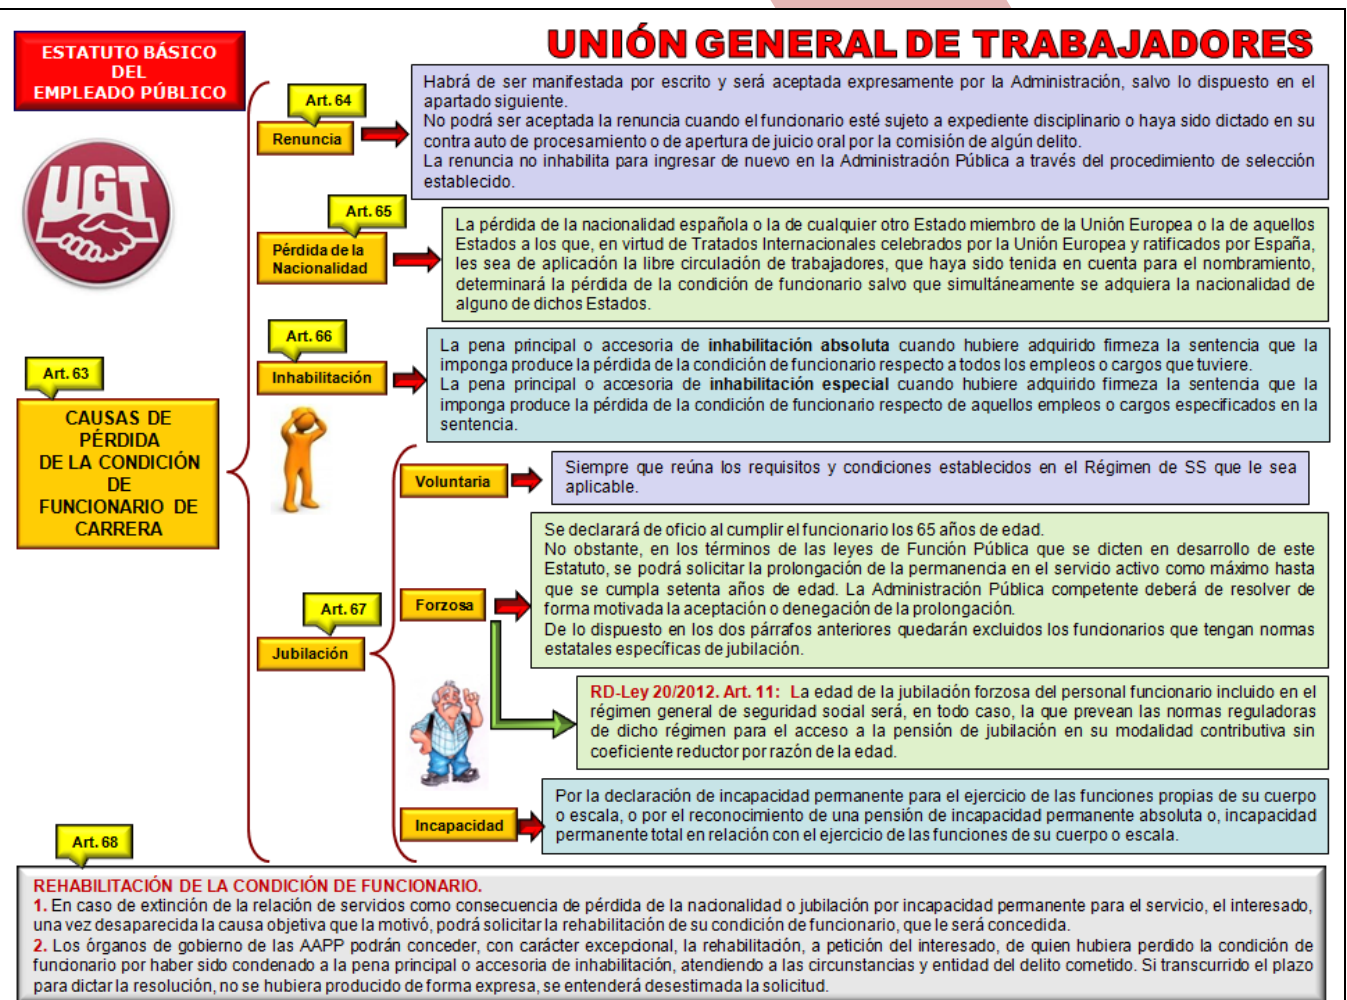 UNIÓN GENERAL DE TRABAJADORES
ESTATUTO BÁSICO
DEL
EMPLEADO PÚBLICO
UGT
Art. 63
CAUSAS DE
PÉRDIDA
DE LA CONDICIÓN
DE
FUNCIONARIO DE
CARRERA
Art. 64
Renuncia
Habrá de ser manifestada por escrito y será aceptada expresamente por la Administración, salvo lo dispuesto en el
apartado siguiente.
No podrá ser aceptada la renuncia cuando el funcionario esté sujeto a expediente disciplinario o haya sido dictado en su
contra auto de procesamiento o de apertura de juicio oral por la comisión de algún delito.
La renuncia no inhabilita para ingresar de nuevo en la Administración Pública a través del procedimiento de selección
establecido.
Art. 65
Pérdida de la
Nacionalidad
La pérdida de la nacionalidad española o la de cualquier otro Estado miembro de la Unión Europea o la de aquellos
Estados a los que, en virtud de Tratados Internacionales celebrados por la Unión Europea y ratificados por España,
les sea de aplicación la libre circulación de trabajadores, que haya sido tenida en cuenta para el nombramiento,
determinará la pérdida de la condición de funcionario salvo que simultáneamente se adquiera la nacionalidad de
alguno de dichos Estados.
Art. 66
Inhabilitación
La pena principal o accesoria de inhabilitación absoluta cuando hubiere adquirido firmeza la sentencia que la
imponga produce la pérdida de la condición de funcionario respecto a todos los empleos o cargos que tuviere.
La pena principal o accesoria de inhabilitación especial cuando hubiere adquirido firmeza la sentencia que la
imponga produce la pérdida de la condición de funcionario respecto de aquellos empleos o cargos especificados en la
sentencia.
Art. 67
Jubilación
Voluntaria
Siempre que reúna los requisitos y condiciones establecidos en el Régimen de SS que le sea
aplicable.
Forzosa
Se declarará de oficio al cumplir el funcionario los 65 años de edad.
No obstante, en los términos de las leyes de Función Pública que se dicten en desarrollo de este
Estatuto, se podrá solicitar la prolongación de la permanencia en el servicio activo como máximo hasta
que se cumpla setenta años de edad. La Administración Pública competente deberá de resolver de
forma motivada la aceptación o denegación de la prolongación.
De lo dispuesto en los dos párrafos anteriores quedarán excluidos los funcionarios que tengan normas
estatales específicas de jubilación.
RD-Ley 20/2012. Art. 11: La edad de la jubilación forzosa del personal funcionario incluido en el
régimen general de seguridad social será, en todo caso, la que prevean las normas reguladoras
de dicho régimen para el acceso a la pensión de jubilación en su modalidad contributiva sin
coeficiente reductor por razón de la edad.
Incapacidad
Por la declaración de incapacidad permanente para el ejercicio de las funciones propias de su cuerpo
o escala, o por el reconocimiento de una pensión de incapacidad permanente absoluta o, incapacidad
permanente total en relación con el ejercicio de las funciones de su cuerpo o escala.
Art. 68
REHABILITACIÓN DE LA CONDICIÓN DE FUNCIONARIO.
1. En caso de extinción de la relación de servicios como consecuencia de pérdida de la nacionalidad o jubilación por incapacidad permanente para el servicio, el interesado,
una vez desaparecida la causa objetiva que la motivó, podrá solicitar la rehabilitación de su condición de funcionario, que le será concedida.
2. Los órganos de gobierno de las AAPP podrán conceder, con carácter excepcional, la rehabilitación, a petición del interesado, de quien hubiera perdido la condición de
funcionario por haber sido condenado a la pena principal o accesoria de inhabilitación, atendiendo a las circunstancias y entidad del delito cometido. Si transcurrido el plazo
para dictar la resolución, no se hubiera producido de forma expresa, se entenderá desestimada la solicitud.